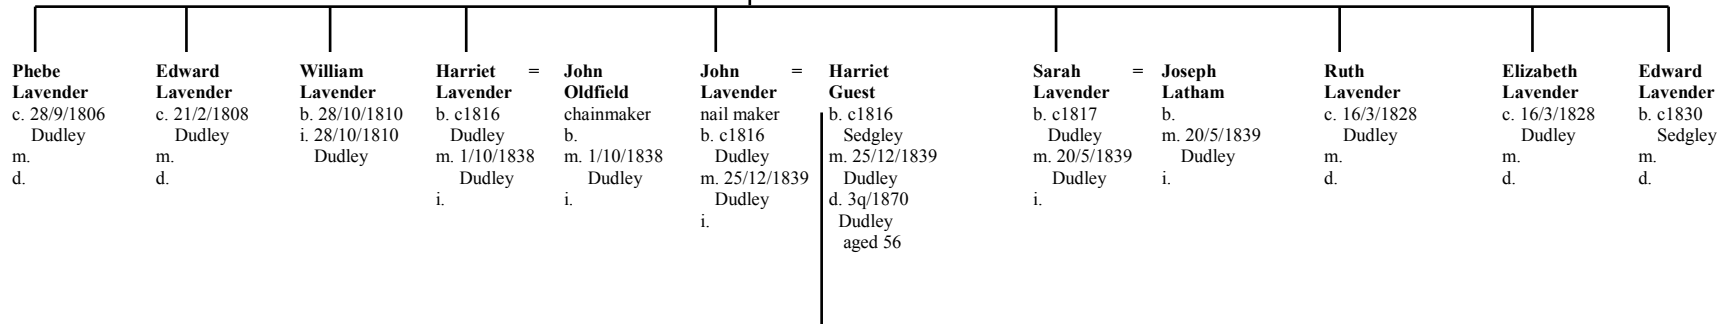 Phebe
Lavender
c. 28/9/1806
Dudley
m.
d.
Edward
Lavender
c. 21/2/1808
Dudley
m.
d.
William
Lavender
b. 28/10/1810
i. 28/10/1810
Dudley
Harriet =
Lavender
b. c1816
Dudley
m. 1/10/1838
Dudley
i.
John
Oldfield
chainmaker
b.
m. 1/10/1838
Dudley
i.
John =
Lavender
nail maker
b. c1816
Dudley
m. 25/12/1839
Dudley
i.
Harriet
Guest
b. c1816
Sedgley
m. 25/12/1839
Dudley
d. 3q/1870
Dudley
aged 56
Sarah =
Lavender
b. c1817
Dudley
m. 20/5/1839
Dudley
i.
Joseph
Latham
b.
m. 20/5/1839
Dudley
i.
Ruth
Lavender
c. 16/3/1828
Dudley
m.
d.
Elizabeth
Lavender
c. 16/3/1828
Dudley
m.
d.
Edward
Lavender
b. c1830
Sedgley
m.
d.